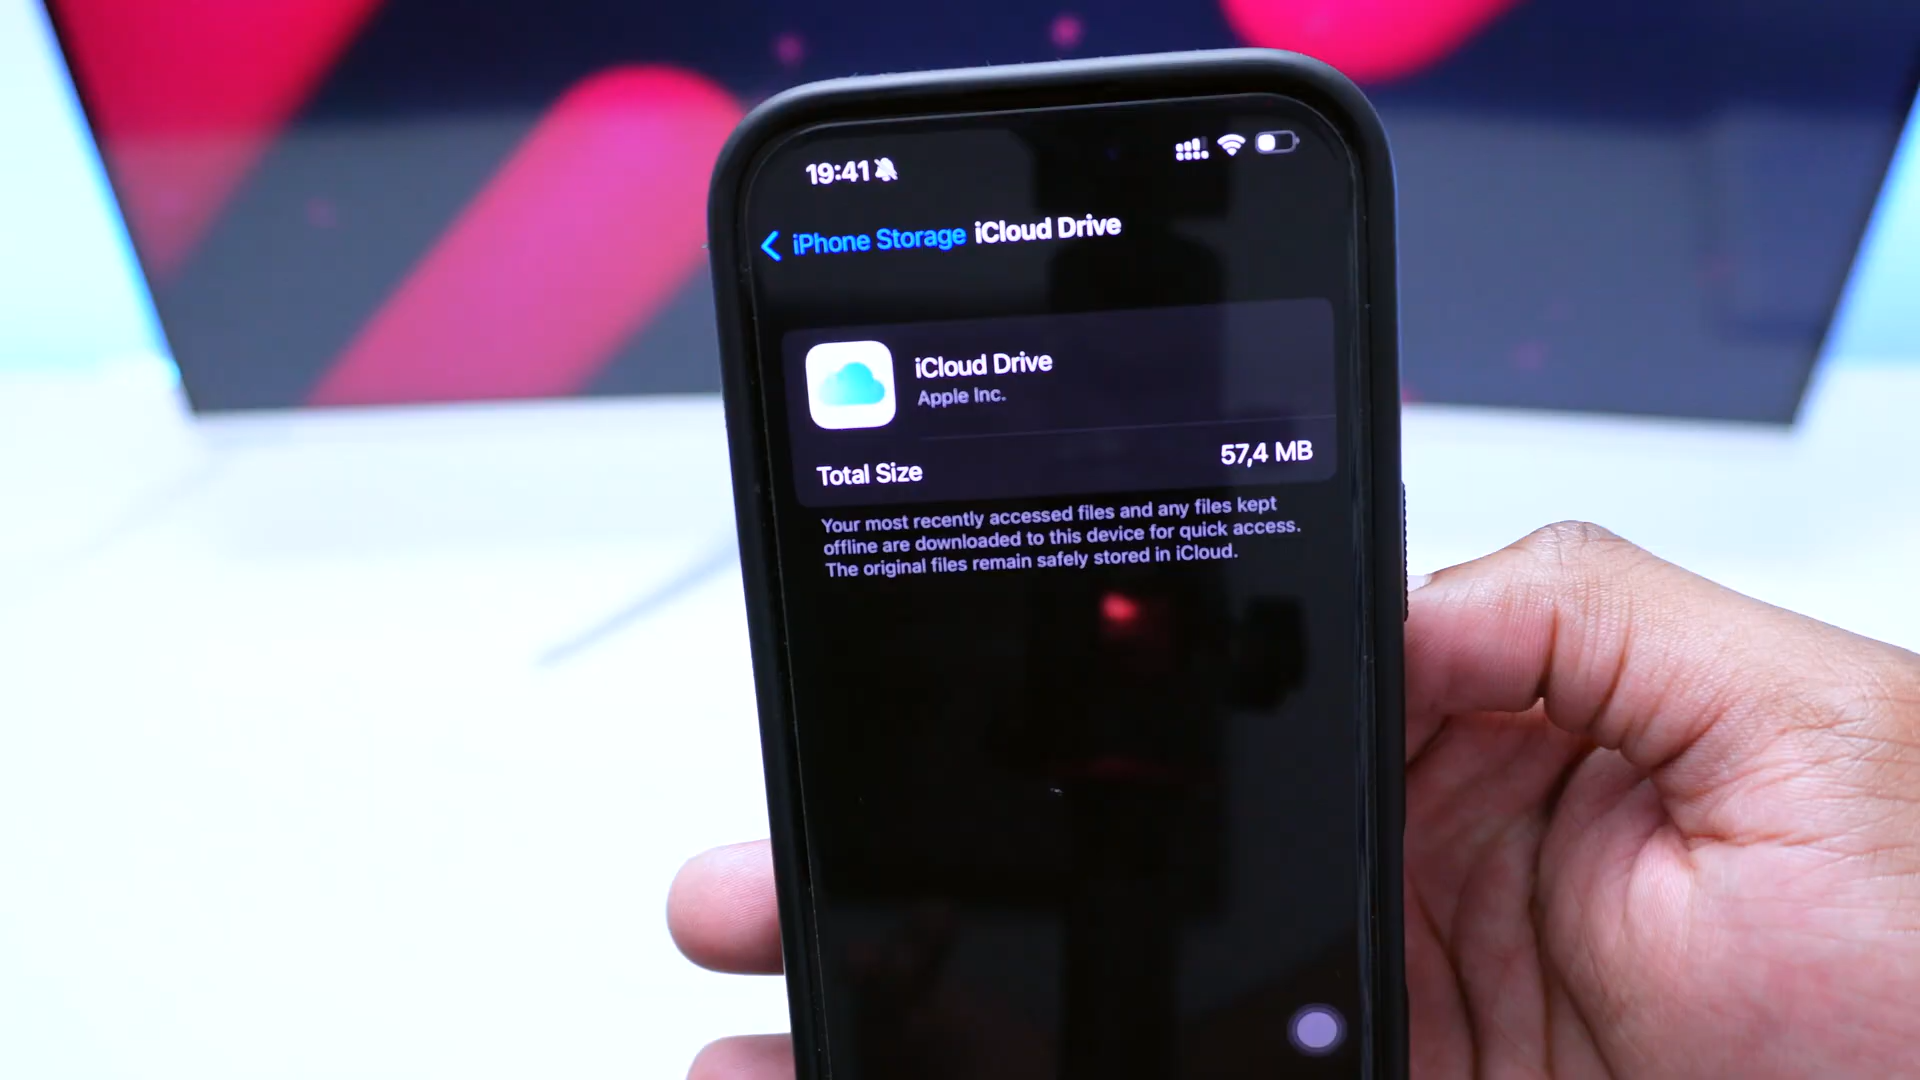 19:41
iPhone Storage iCloud Drive
iCloud Drive
Apple Inc.
Total Size 57,4 MB
Your most recently accessed files and any files kept
offline are downloaded to this device for quick access.
The original files remain safely stored in iCloud.